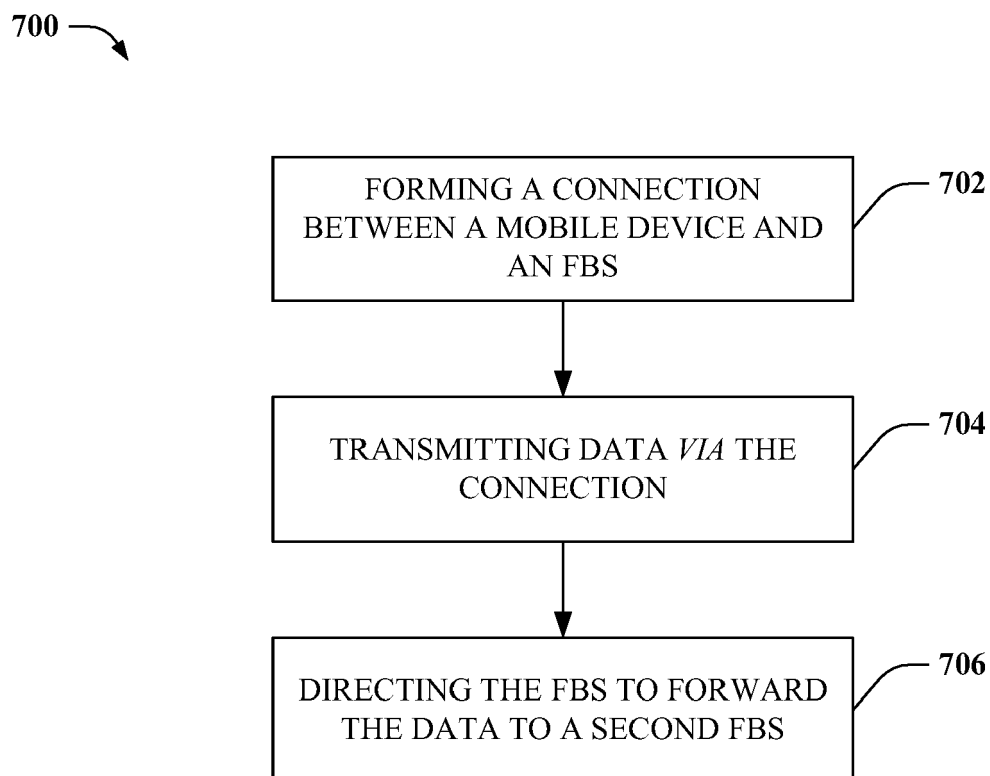 700
FORMING A CONNECTION
BETWEEN A MOBILE DEVICE AND
AN FBS
702
TRANSMITTING DATA VIA THE
CONNECTION
704
DIRECTING THE FBS TO FORWARD
THE DATA TO A SECOND FBS
706